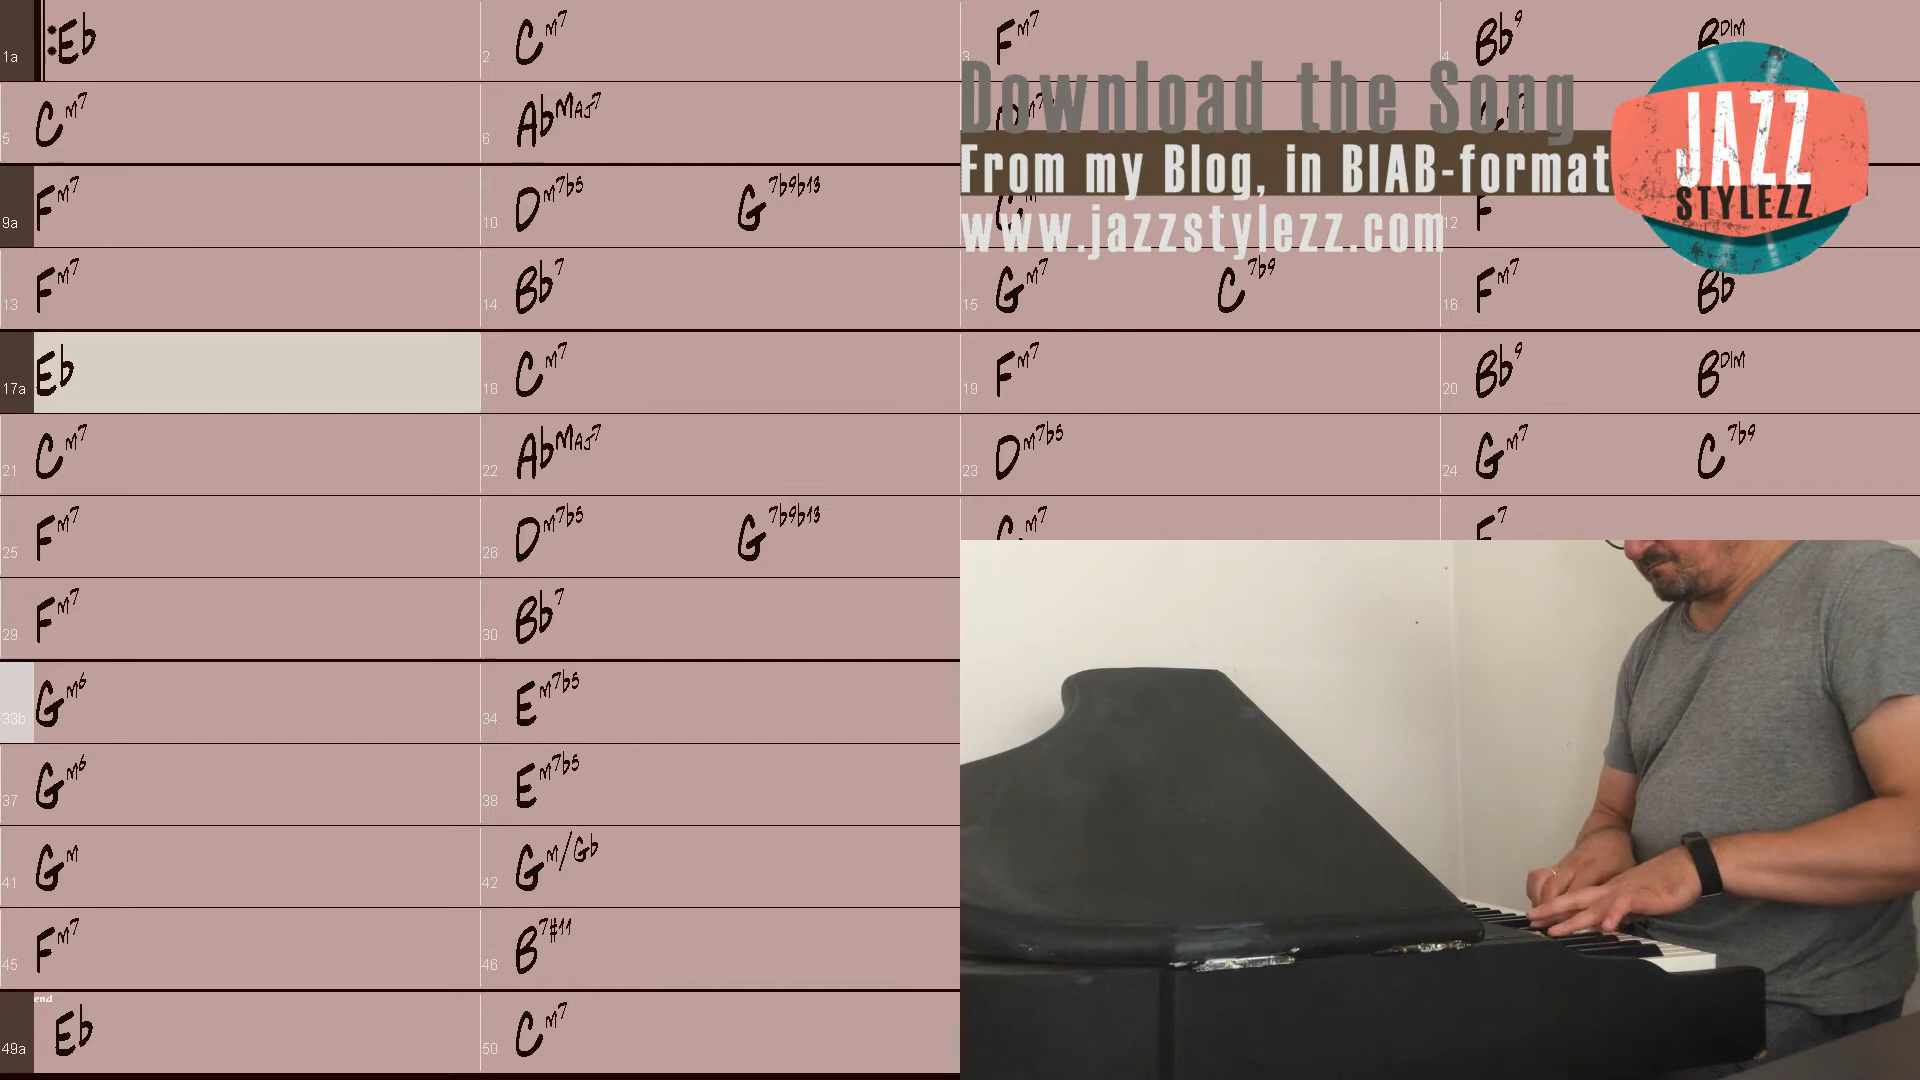 1a :Eb 2 Cm7 3 Fm7 4 Bb9 BDIM
5 Cm7 6 AbMAJ7
Download the Song
From my Blog, in BIAB-format
www.jazzstylezz.com
JAZZ
STYLEZZ
9a Fm7 10 Dm7b5 G7b9b13 12 F
13 Fm7 14 Bb7 15 Gm7 C7b9 16 Fm7 Bb
17a Eb 18 Cm7 19 Fm7 20 Bb9 BDIM
21 Cm7 22 AbMAJ7 23 Dm7b5 24 Gm7 C7b9
25 Fm7 26 Dm7b5 G7b9b13 Cm7 F7
29 Fm7 30 Bb7
33b Gm6 34 Em7b5
37 Gm6 38 Em7b5
41 Gm 42 Gm/Gb
45 Fm7 46 B7#11
end
49a Eb 50 Cm7